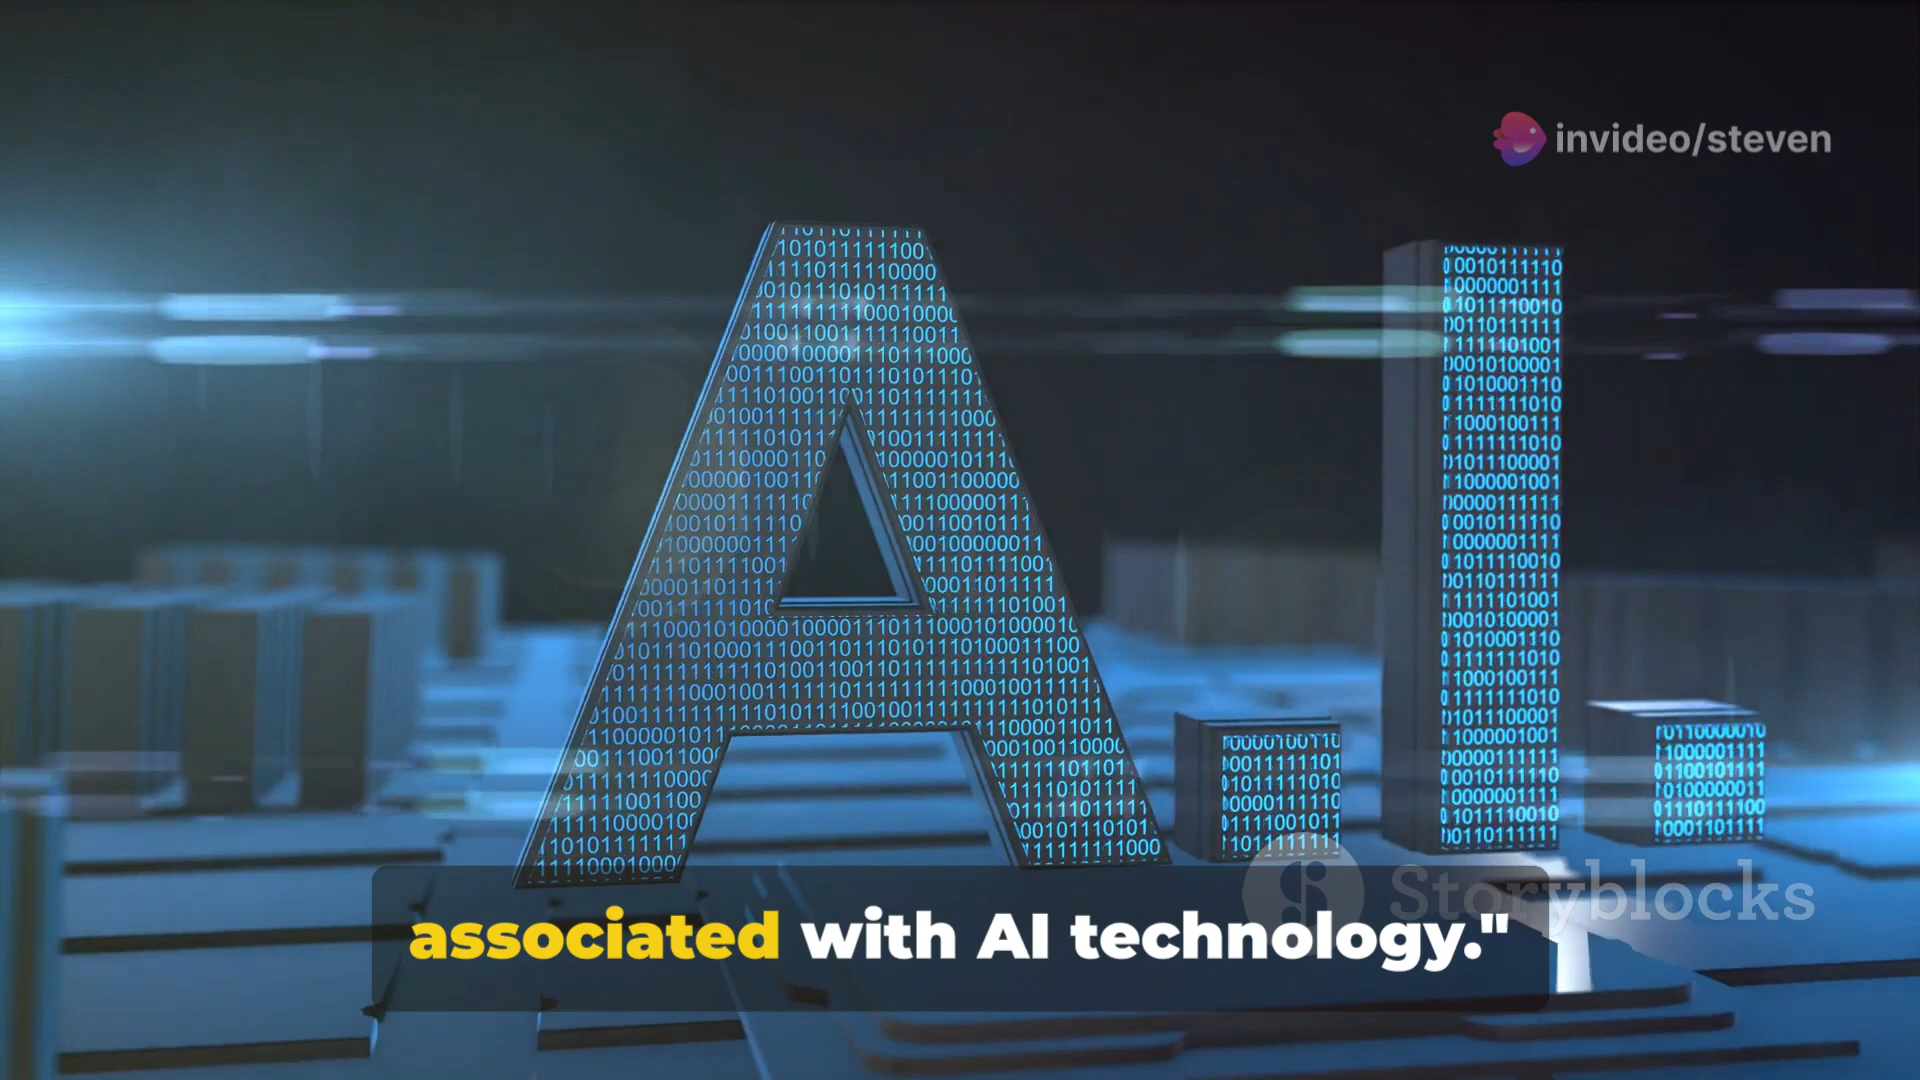 invideo/steven
A.I.
Storyblocks
associated with AI technology."